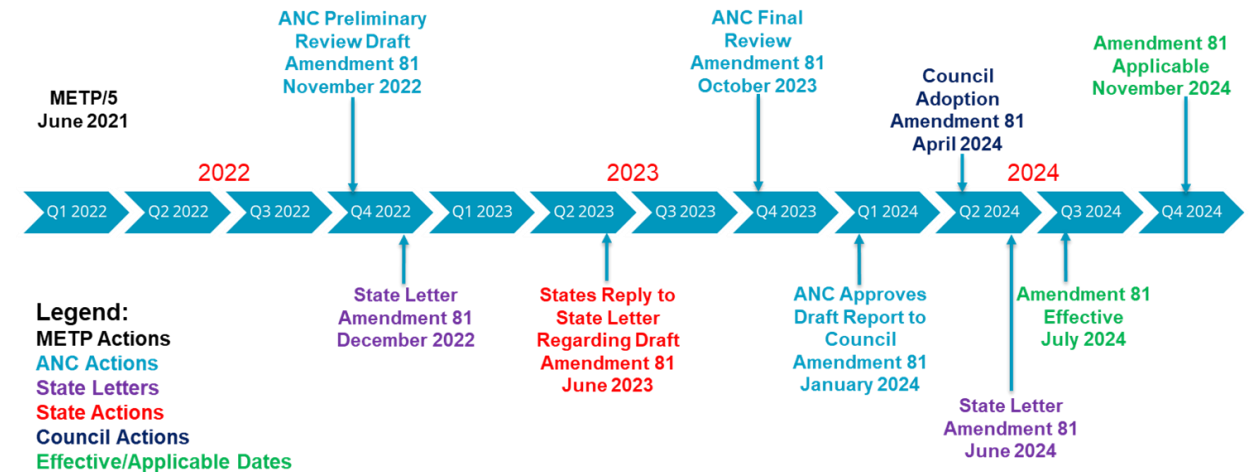 ANC Preliminary
Review Draft
Amendment 81
November 2022
ANC Final
Review
Amendment 81
October 2023
Council
Adoption
Amendment 81
April 2024
Amendment 81
Applicable
November 2024
METP/5
June 2021
2022
2023
2024
Q1 2022
Q2 2022
Q3 2022
Q4 2022
Q1 2023
Q2 2023
Q3 2023
Q4 2023
Q1 2024
Q2 2024
Q3 2024
Q4 2024
State Letter
Amendment 81
December 2022
States Reply to
State Letter
Regarding Draft
Amendment 81
June 2023
ANC Approves
Draft Report to
Council
Amendment 81
January 2024
State Letter
Amendment 81
June 2024
Amendment 81
Effective
July 2024
Legend:
METP Actions
ANC Actions
State Letters
State Actions
Council Actions
Effective/Applicable Dates